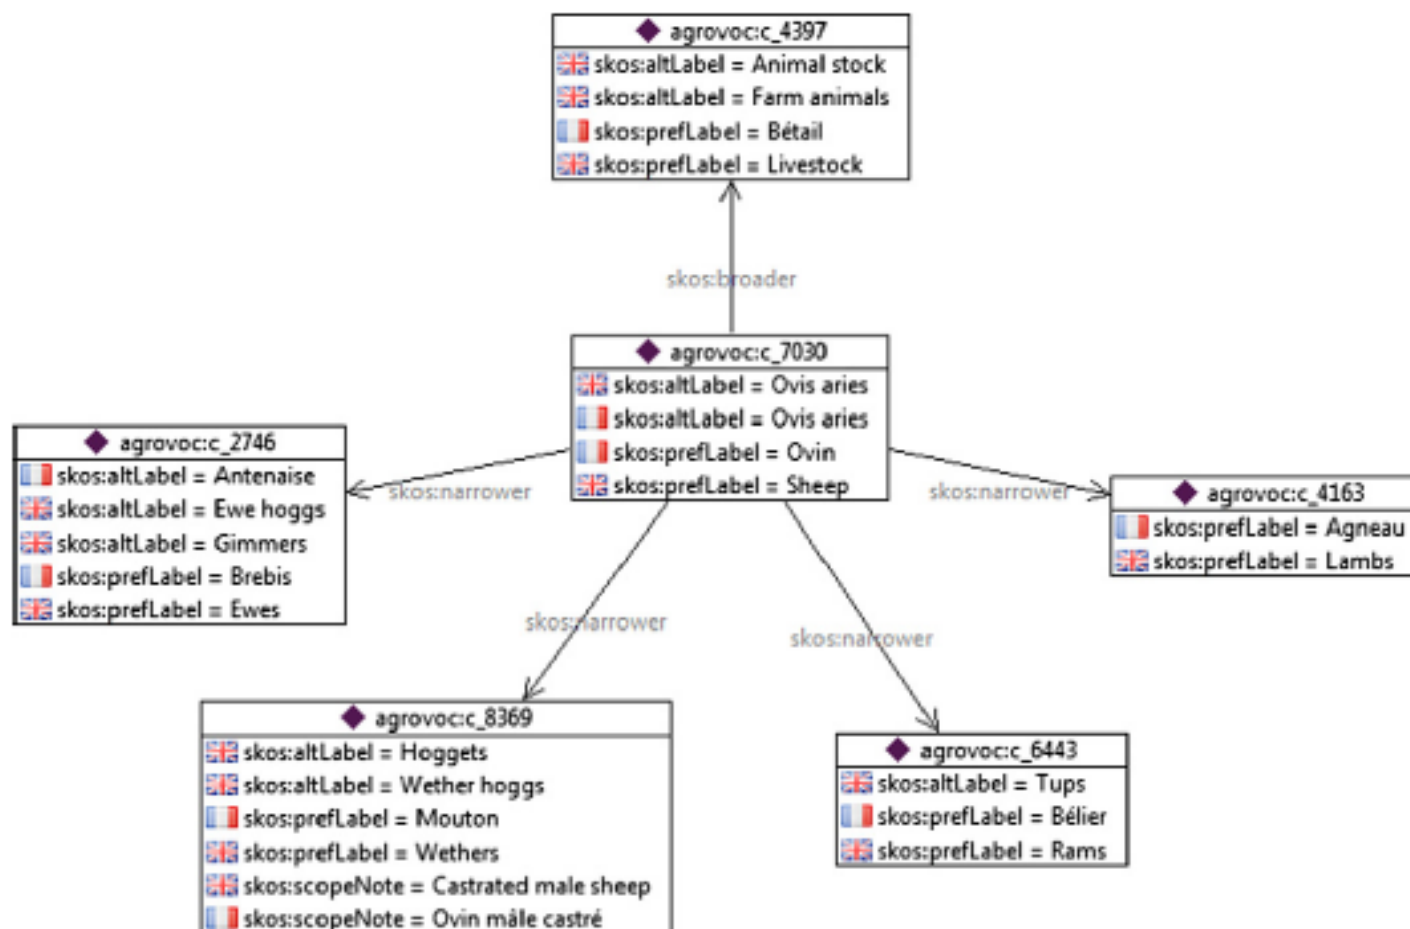 agrovoc:c_4397
skos:altLabel = Animal stock
skos:altLabel = Farm animals
skos:prefLabel = Bétail
skos:prefLabel = Livestock
skos:broader
agrovoc:c_7030
skos:altLabel = Ovis aries
skos:altLabel = Ovis aries
skos:prefLabel = Ovin
skos:prefLabel = Sheep
agrovoc:c_2746
skos:altLabel = Antenaise
skos:altLabel = Ewe hoggs
skos:altLabel = Gimmers
skos:prefLabel = Brebis
skos:prefLabel = Ewes
skos:narrower
skos:narrower
agrovoc:c_4163
skos:prefLabel = Agneau
skos:prefLabel = Lambs
skos:narrower
skos:narrower
agrovoc:c_8369
skos:altLabel = Hoggets
skos:altLabel = Wether hoggs
skos:prefLabel = Mouton
skos:prefLabel = Wethers
skos:scopeNote = Castrated male sheep
skos:scopeNote = Ovin mâle castré
agrovoc:c_6443
skos:altLabel = Tups
skos:prefLabel = Bélier
skos:prefLabel = Rams